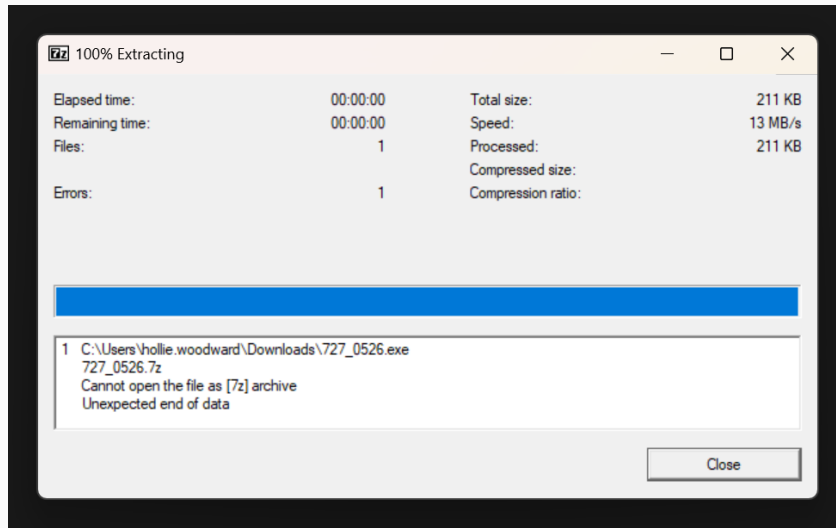 7z 100% Extracting
Elapsed time: 00:00:00 Total size: 211 KB
Remaining time: 00:00:00 Speed: 13 MB/s
Files: 1 Processed: 211 KB
Compressed size:
Errors: 1 Compression ratio:
1 C:\Users\hollie.woodward\Downloads\727_0526.exe
727_0526.7z
Cannot open the file as [7z] archive
Unexpected end of data
Close